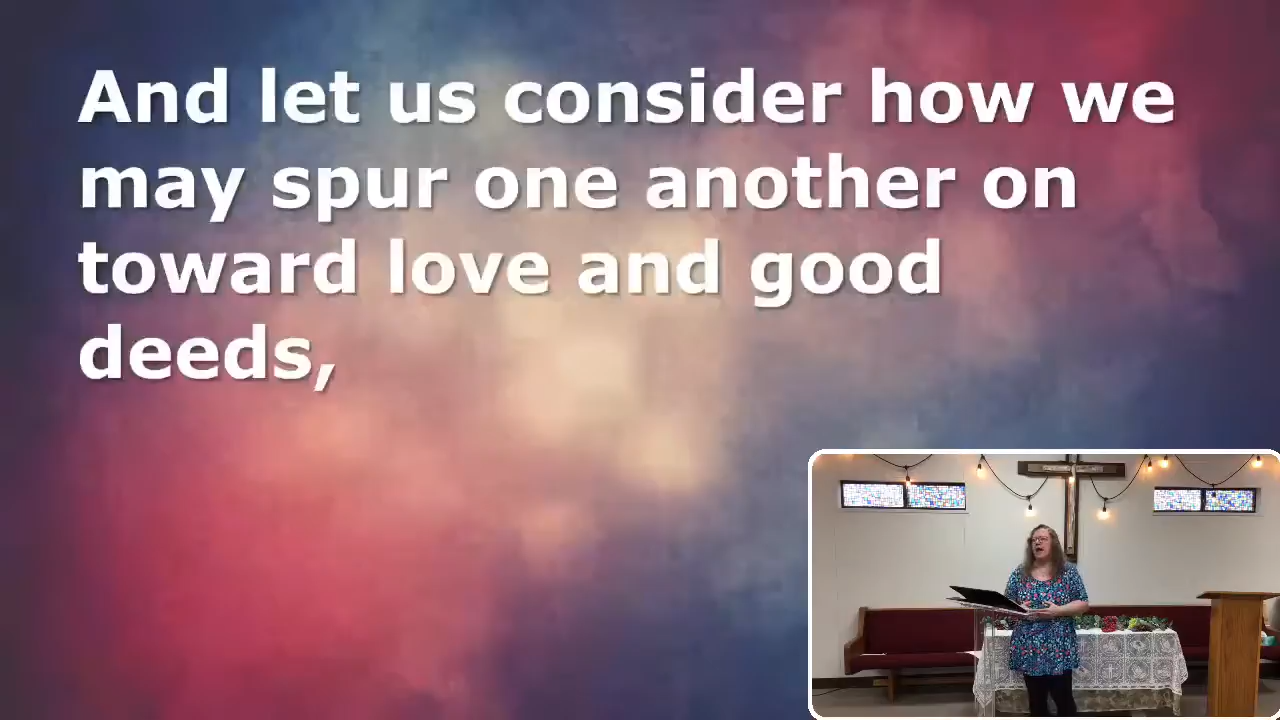 And let us consider how we
may spur one another on
toward love and good
deeds,